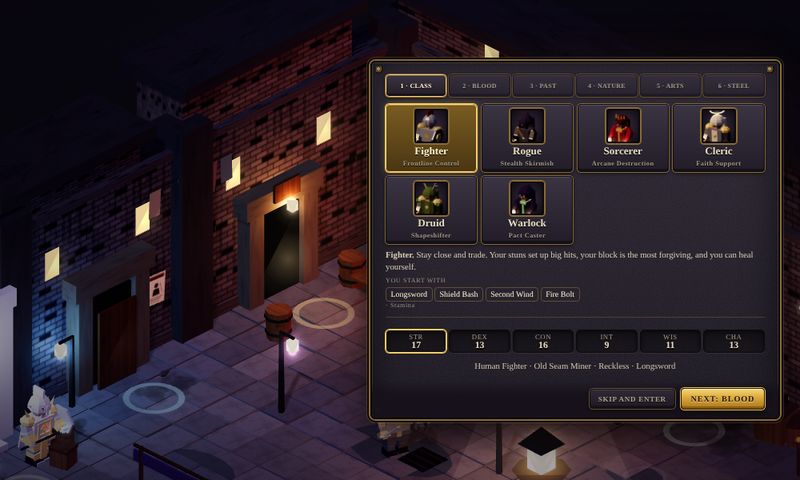 1 · CLASS
2 · BLOOD
3 · PAST
4 · NATURE
5 · ARTS
6 · STEEL
Fighter
Frontline Control
Rogue
Stealth Skirmish
Sorcerer
Arcane Destruction
Cleric
Faith Support
Druid
Shapeshifter
Warlock
Pact Caster
Fighter. Stay close and trade. Your stuns set up big hits, your block is the most forgiving, and you can heal
yourself.
YOU START WITH
Longsword
Shield Bash
Second Wind
Fire Bolt
· Stamina
STR
17
DEX
13
CON
16
INT
9
WIS
11
CHA
13
Human Fighter · Old Seam Miner · Reckless · Longsword
SKIP AND ENTER
NEXT: BLOOD